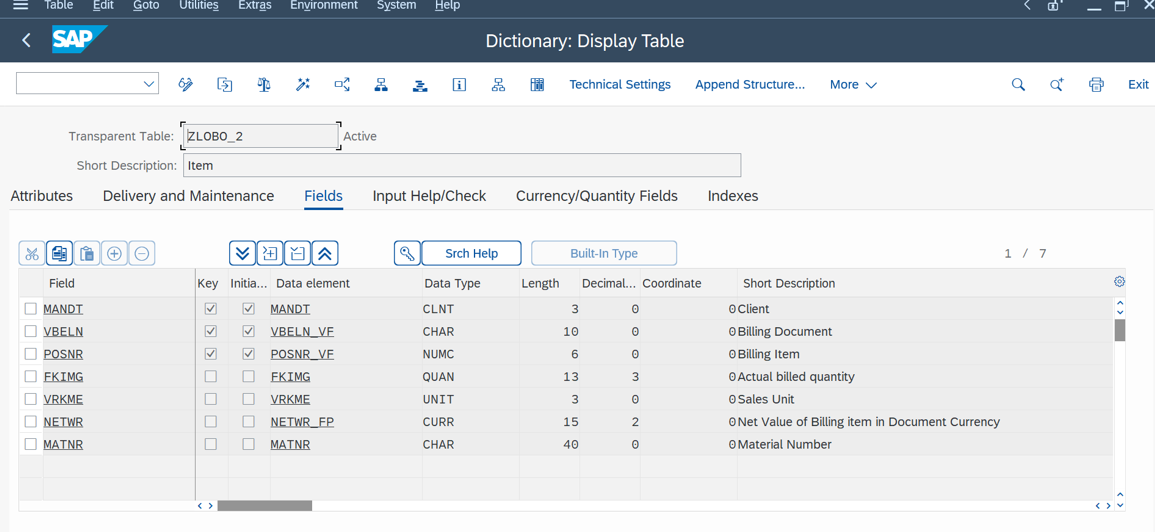 Table Edit Goto Utilities Extras Environment System Help
SAP Dictionary: Display Table
Technical Settings Append Structure... More Exit
Transparent Table: ZLOBO_2 Active
Short Description: Item
Attributes Delivery and Maintenance Fields Input Help/Check Currency/Quantity Fields Indexes
Srch Help Built-In Type 1 / 7
Field Key Initia... Data element Data Type Length Decimal... Coordinate Short Description
MANDT MANDT CLNT 3 0 0 Client
VBELN VBELN_VF CHAR 10 0 0 Billing Document
POSNR POSNR_VF NUMC 6 0 0 Billing Item
FKIMG FKIMG QUAN 13 3 0 Actual billed quantity
VRKME VRKME UNIT 3 0 0 Sales Unit
NETWR NETWR_FP CURR 15 2 0 Net Value of Billing item in Document Currency
MATNR MATNR CHAR 40 0 0 Material Number